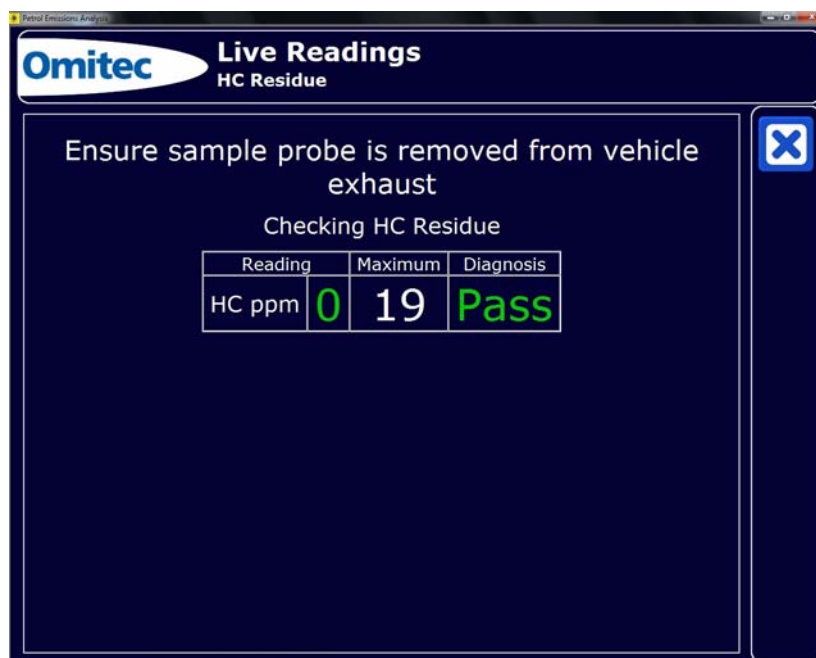 Petrol Emissions Analysis
Omitec
Live Readings
HC Residue
Ensure sample probe is removed from vehicle
exhaust
Checking HC Residue
Reading Maximum Diagnosis
HC ppm 0 19 Pass